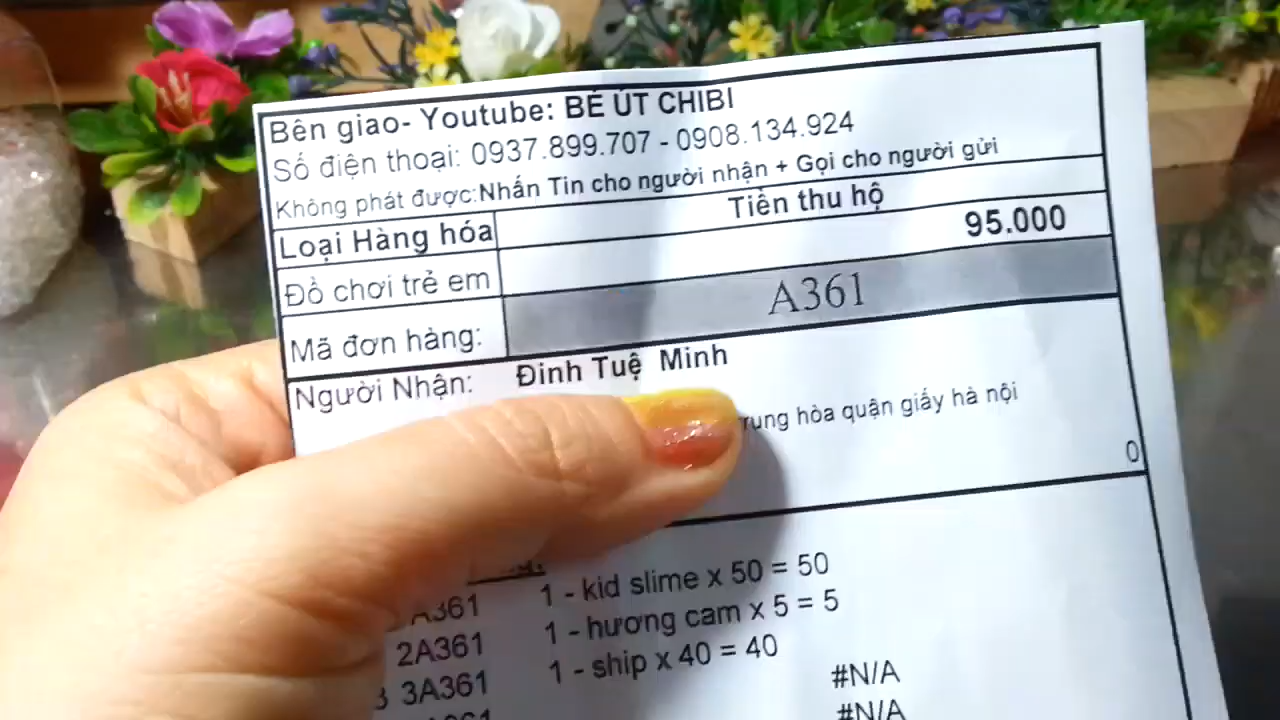 Bên giao- Youtube: BÉ ÚT CHIBI
Số điện thoại: 0937.899.707 - 0908.134.924
Không phát được:Nhắn Tin cho người nhận + Gọi cho người gửi
Loại Hàng hóa Tiền thu hộ
Đồ chơi trẻ em 95.000
Mã đơn hàng: A361
Người Nhận: Đinh Tuệ Minh
hòa quận giấy hà nội
0
A361 1 - kid slime x 50 = 50
2A361 1 - hương cam x 5 = 5
3A361 1 - ship x 40 = 40
#N/A
#N/A